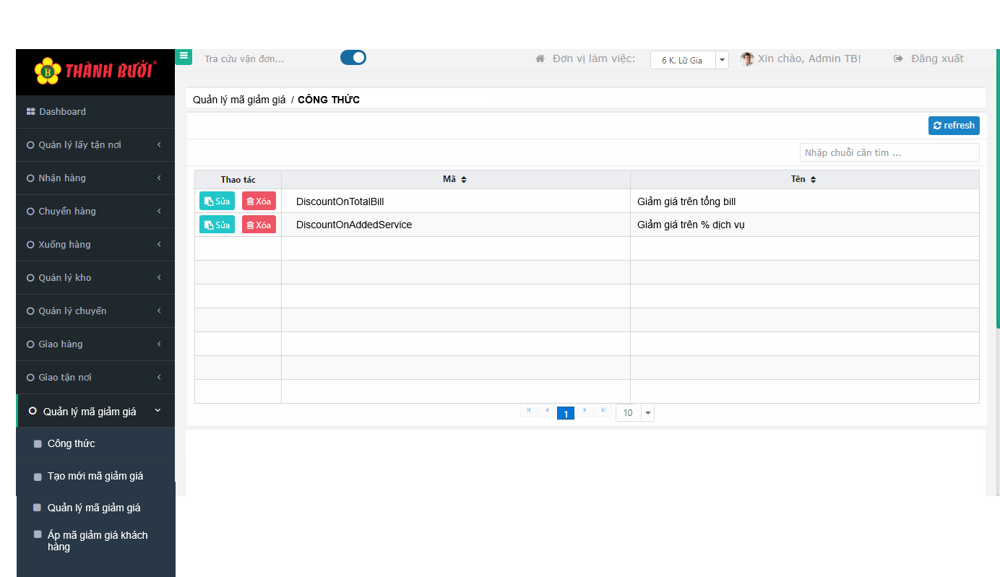 THÀNH BƯỞI®
Tra cứu vận đơn...
Đơn vị làm việc:
6 K. Lữ Gia
Xin chào, Admin TB!
Đăng xuất
Dashboard
Quản lý lấy tận nơi
Nhận hàng
Chuyển hàng
Xuống hàng
Quản lý kho
Quản lý chuyến
Giao hàng
Giao tận nơi
Quản lý mã giảm giá
Công thức
Tạo mới mã giảm giá
Quản lý mã giảm giá
Áp mã giảm giá khách
hàng
Quản lý mã giảm giá / CÔNG THỨC
refresh
Nhập chuỗi cần tìm ...
Thao tác Mã Tên
Sửa Xóa DiscountOnTotalBill Giảm giá trên tổng bill
Sửa Xóa DiscountOnAddedService Giảm giá trên % dịch vụ
1 10